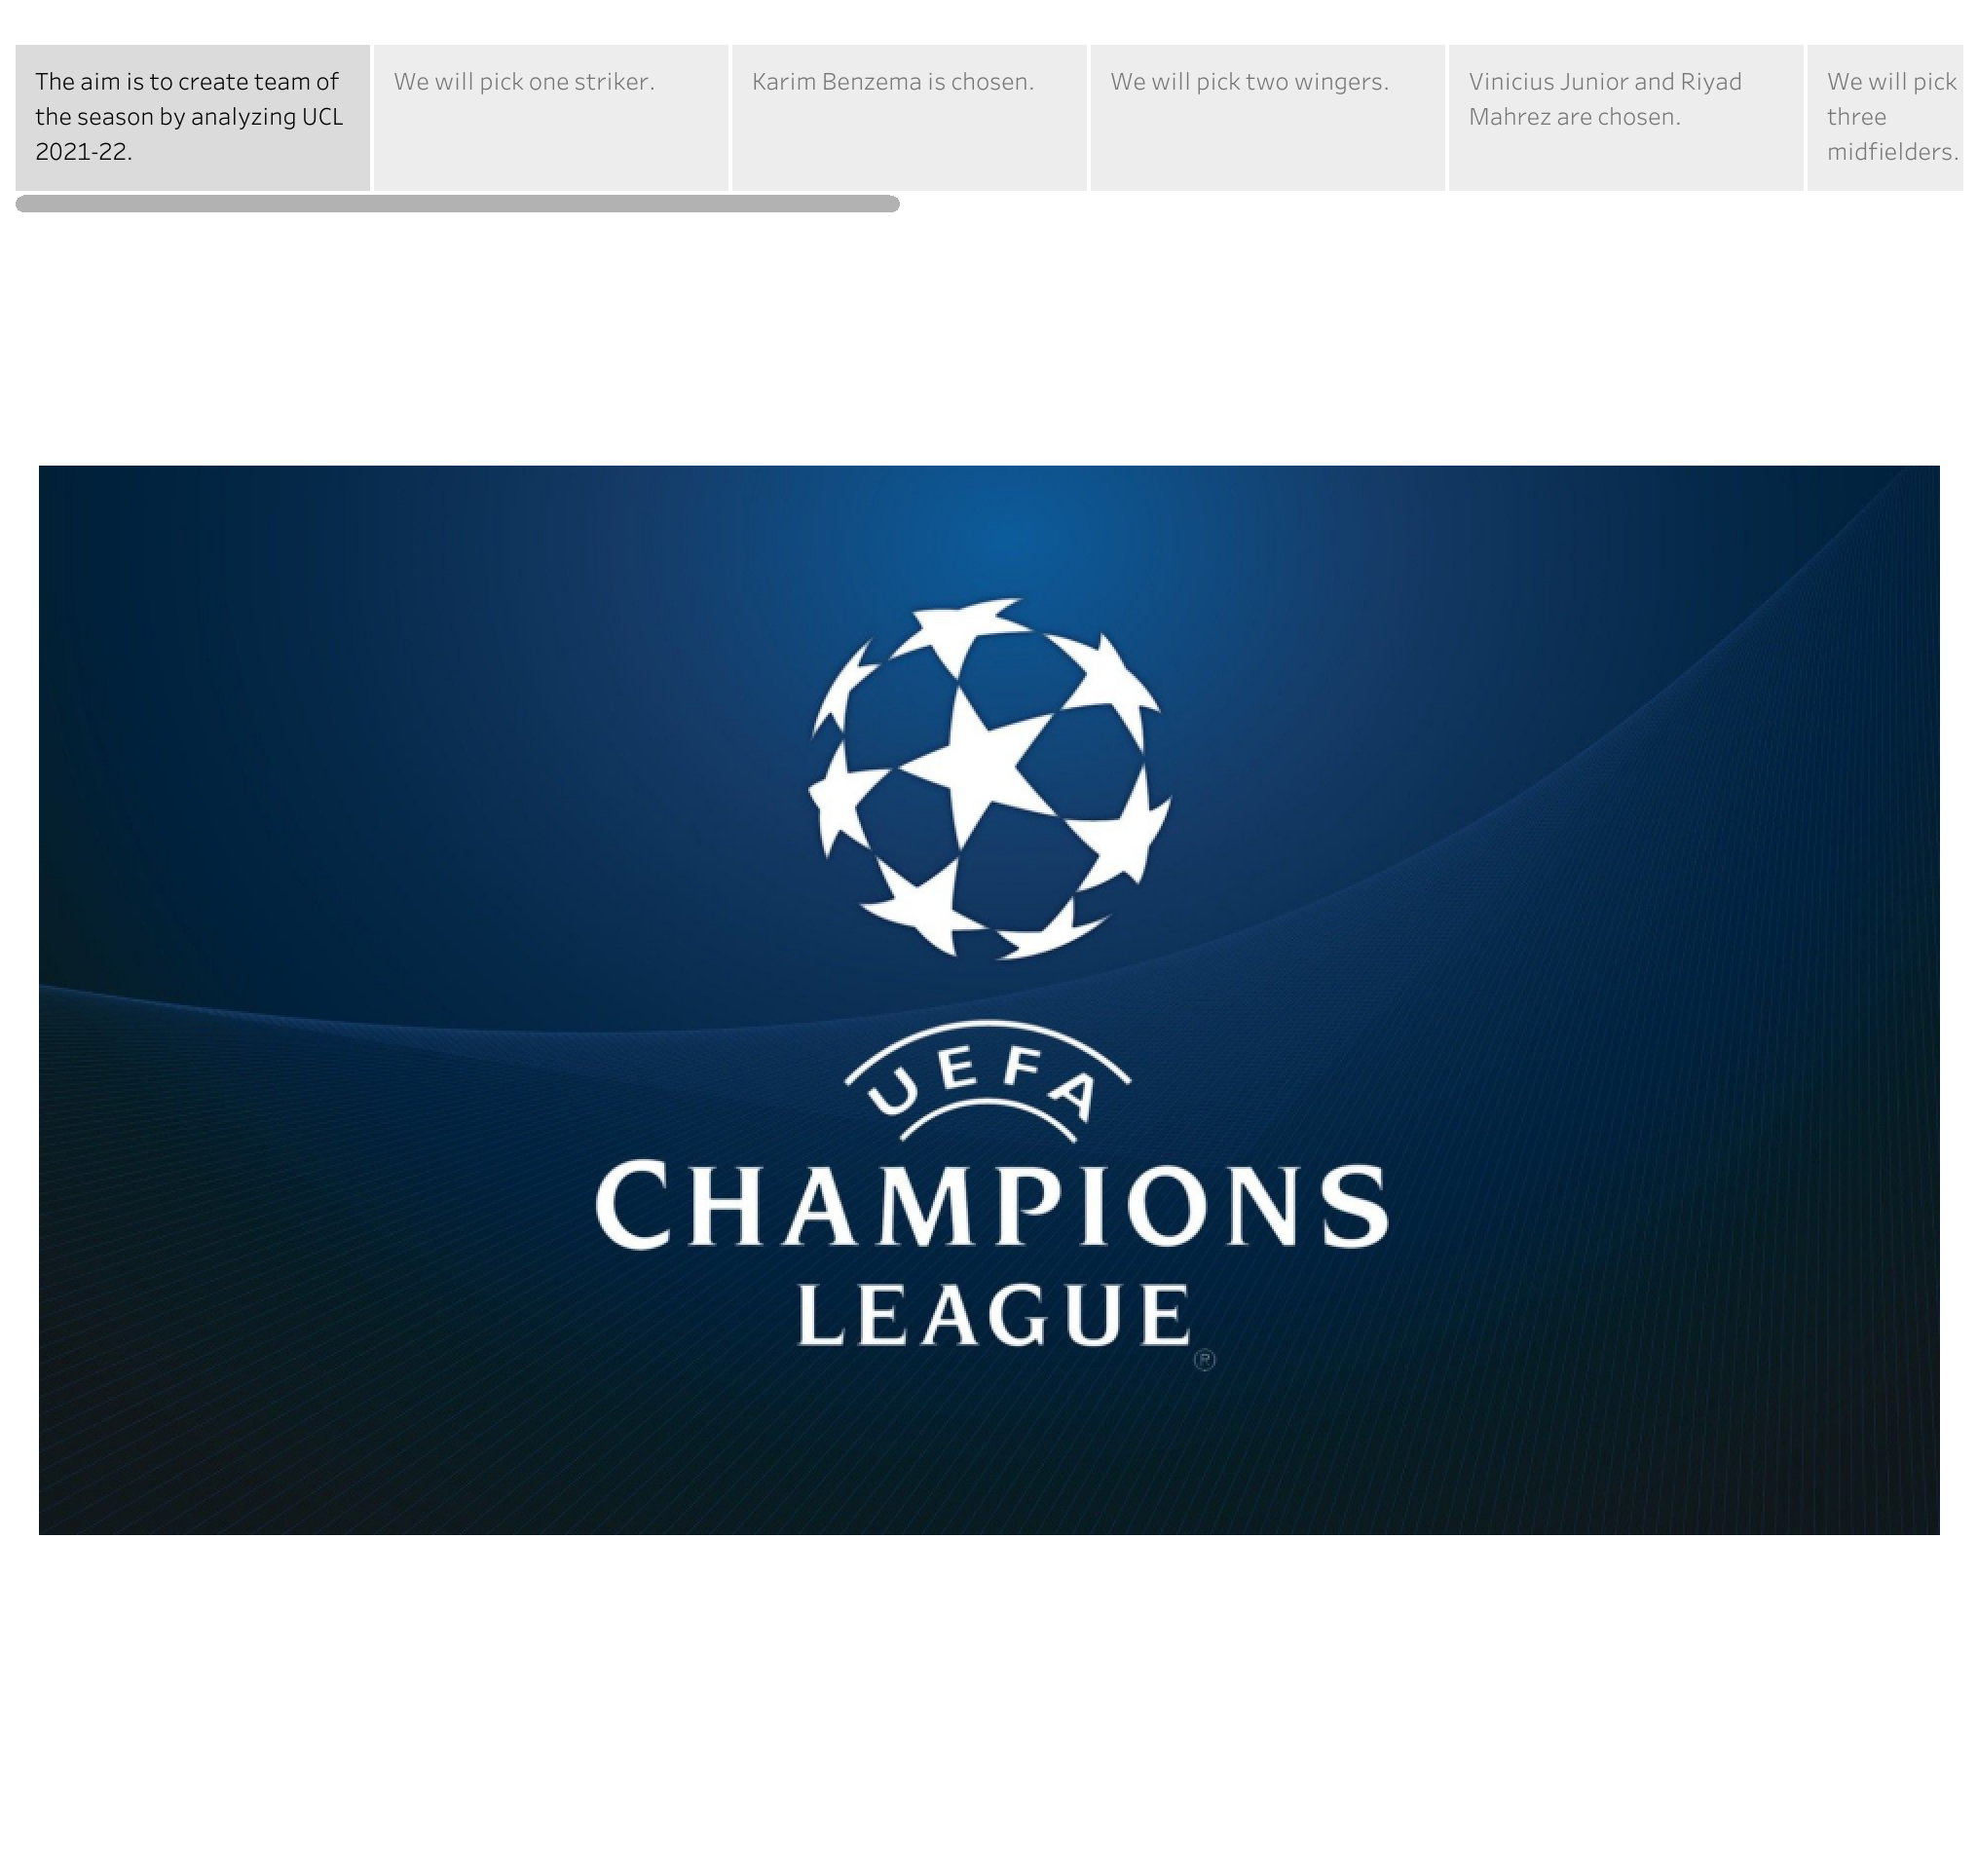 The aim is to create team of
the season by analyzing UCL
2021-22.
We will pick one striker.
Karim Benzema is chosen.
We will pick two wingers.
Vinicius Junior and Riyad
Mahrez are chosen.
We will pick
three
midfielders.
UEFA
CHAMPIONS
LEAGUE
®